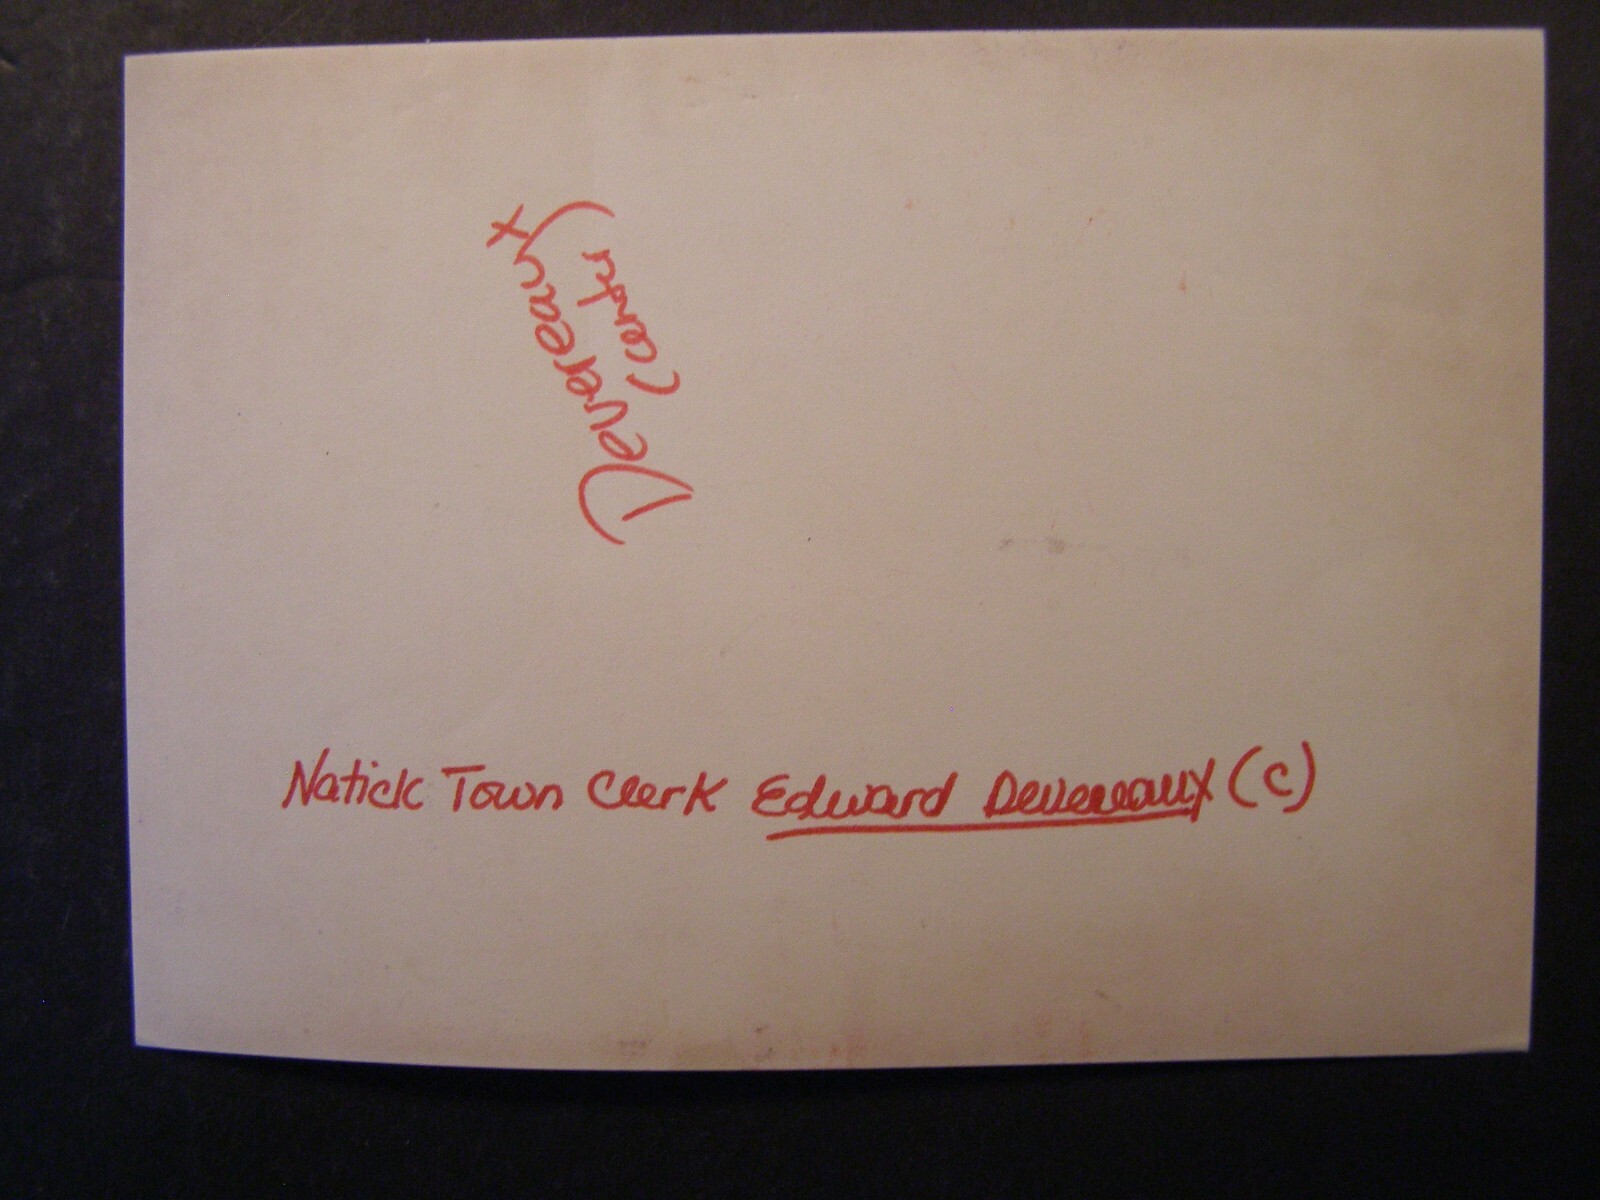 Devereaux
(center)
Natick Town Clerk Edward Devereaux (c)